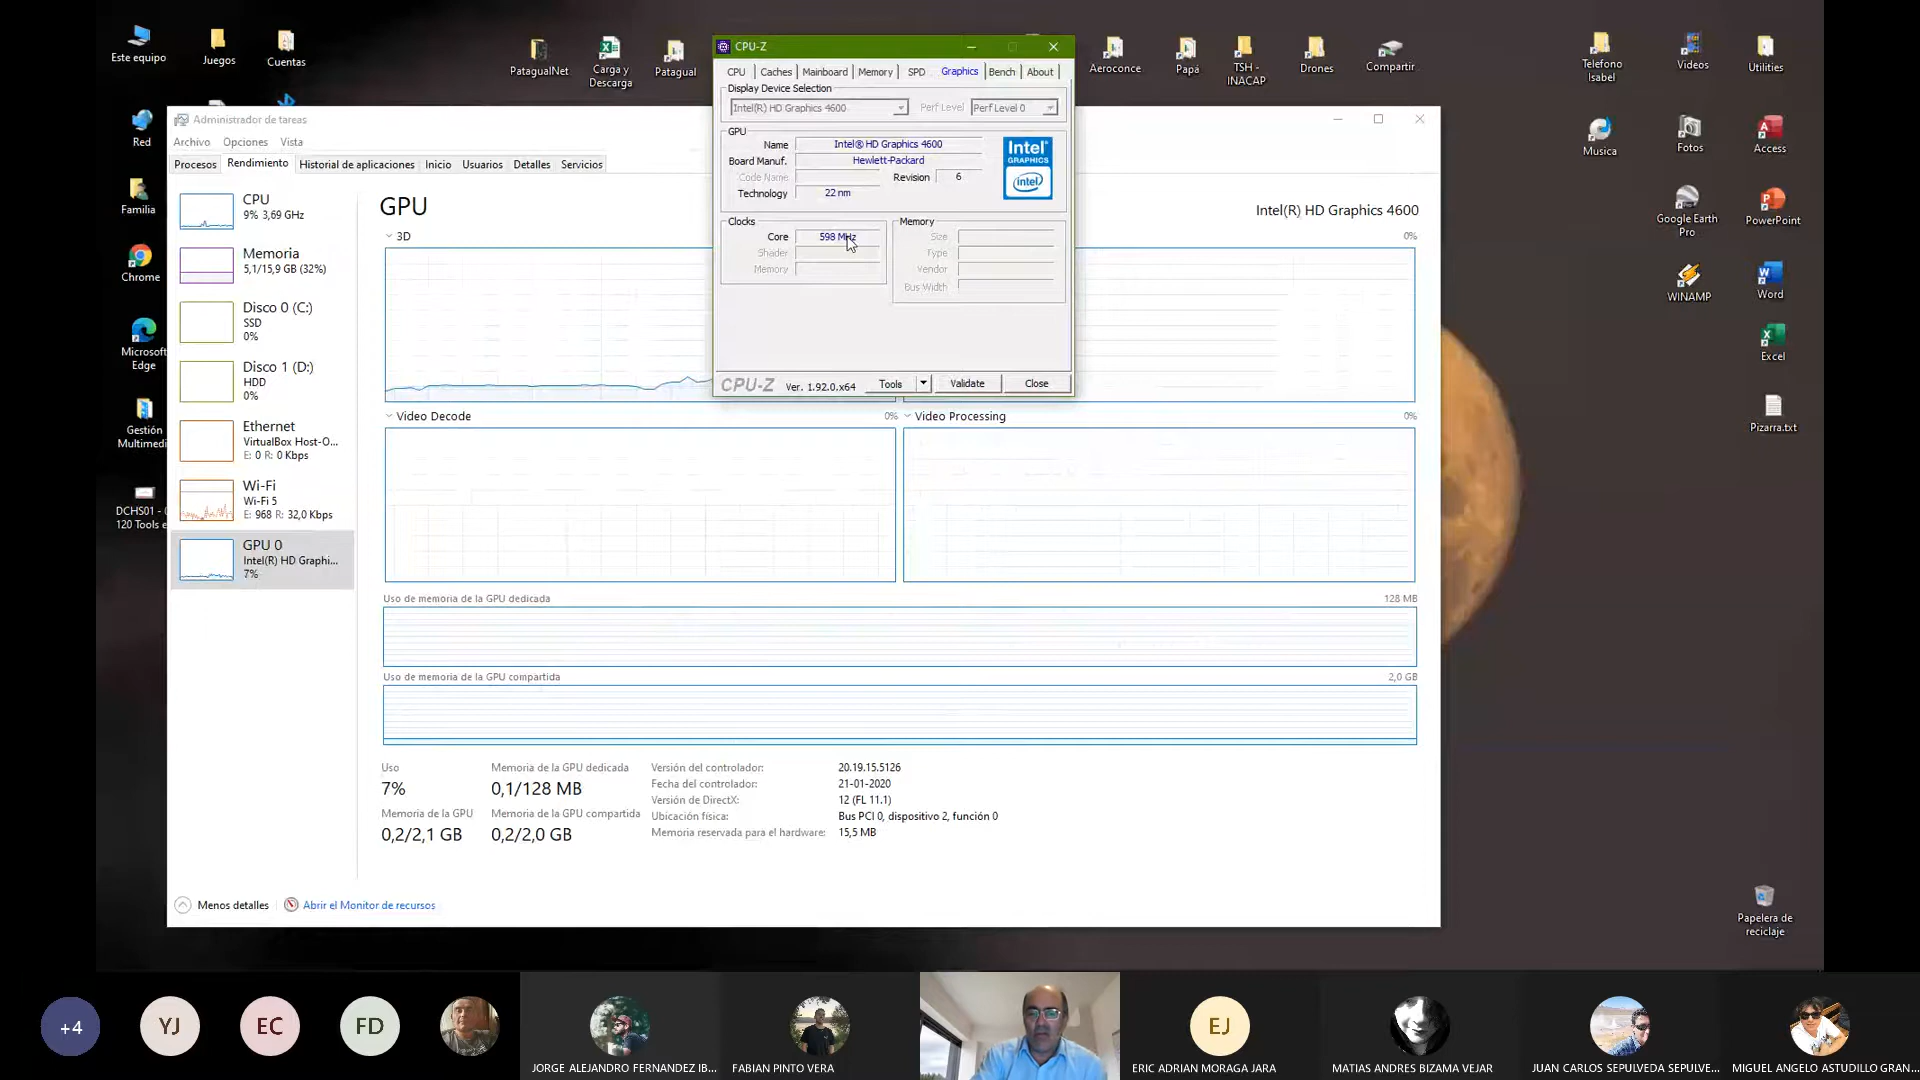 Este equipo
Juegos
Cuentas
PatagualNet
Carga y
Descarga
Patagual
Aeroconce
Papá
TSH -
INACAP
Drones
Compartir
Telefono
Isabel
Videos
Utilities
Red
Familia
Chrome
Microsoft
Edge
Gestión
Multimedi
DCHS01 - 
120 Tools e
Musica
Fotos
Access
Google Earth
Pro
PowerPoint
WINAMP
Word
Excel
Pizarra.txt
Papelera de
reciclaje
CPU-Z
CPU Caches Mainboard Memory SPD Graphics Bench About
Display Device Selection
Intel(R) HD Graphics 4600 Perf Level Perf Level 0
GPU
Name Intel® HD Graphics 4600
Board Manuf. Hewlett-Packard
Code Name Revision 6
Technology 22 nm
Intel®
GRAPHICS
intel
Clocks
Core 598 MHz
Shader
Memory
Memory
Size
Type
Vendor
Bus Width
CPU-Z Ver. 1.92.0.x64 Tools Validate Close
Administrador de tareas
Archivo Opciones Vista
Procesos Rendimiento Historial de aplicaciones Inicio Usuarios Detalles Servicios
CPU
9% 3,69 GHz
Memoria
5,1/15,9 GB (32%)
Disco 0 (C:)
SSD
0%
Disco 1 (D:)
HDD
0%
Ethernet
VirtualBox Host-O...
E: 0 R: 0 Kbps
Wi-Fi
Wi-Fi 5
E: 968 R: 32,0 Kbps
GPU 0
Intel(R) HD Graphi...
7%
GPU
Intel(R) HD Graphics 4600
3D
0%
Video Decode 0%
Video Processing 0%
Uso de memoria de la GPU dedicada 128 MB
Uso de memoria de la GPU compartida 2,0 GB
Uso
7%
Memoria de la GPU dedicada
0,1/128 MB
Memoria de la GPU
0,2/2,1 GB
Memoria de la GPU compartida
0,2/2,0 GB
Versión del controlador: 20.19.15.5126
Fecha del controlador: 21-01-2020
Versión de DirectX: 12 (FL 11.1)
Ubicación física: Bus PCI 0, dispositivo 2, función 0
Memoria reservada para el hardware: 15,5 MB
Menos detalles Abrir el Monitor de recursos
+4
YJ
EC
FD
EJ
JORGE ALEJANDRO FERNANDEZ IB...
FABIAN PINTO VERA
ERIC ADRIAN MORAGA JARA
MATIAS ANDRES BIZAMA VEJAR
JUAN CARLOS SEPULVEDA SEPULVE...
MIGUEL ANGELO ASTUDILLO GRAN...